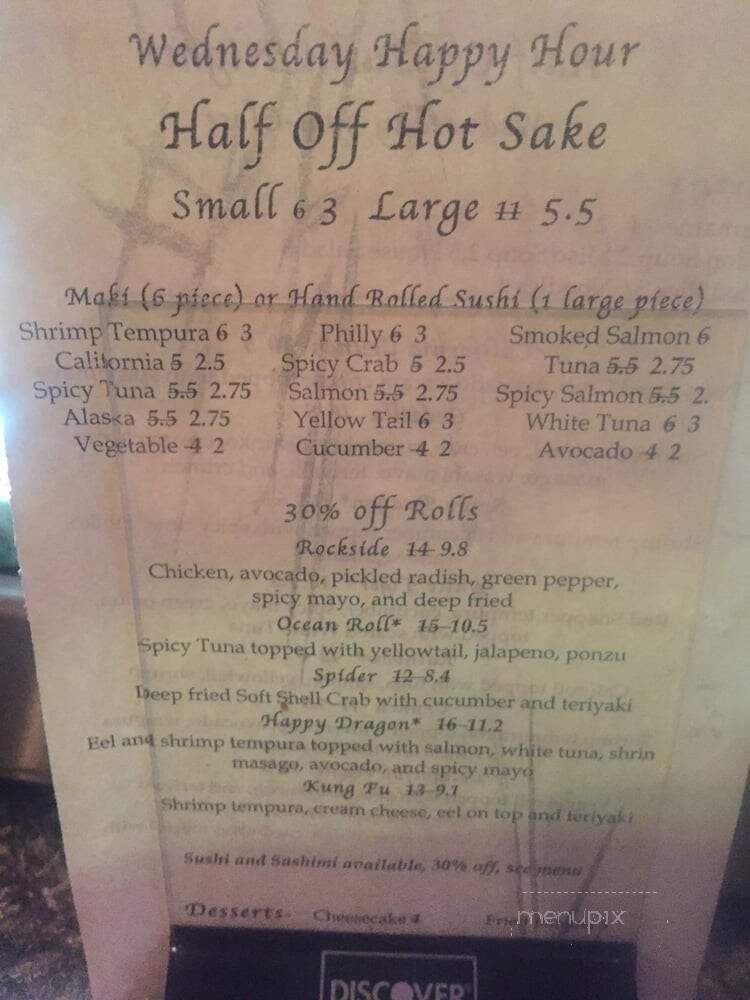 Wednesday Happy Hour
Half Off Hot Sake
Small 6 3 Large 11 5.5
Maki (6 piece) or Hand Rolled Sushi (1 large piece)
Shrimp Tempura 6 3 Philly 6 3 Smoked Salmon 6
California 5 2.5 Spicy Crab 5 2.5 Tuna 5.5 2.75
Spicy Tuna 5.5 2.75 Salmon 5.5 2.75 Spicy Salmon 5.5 2.
Alaska 5.5 2.75 Yellow Tail 6 3 White Tuna 6 3
Vegetable 4 2 Cucumber 4 2 Avocado 4 2
30% off Rolls
Rockside 14 9.8
Chicken, avocado, pickled radish, green pepper,
spicy mayo, and deep fried
Ocean Roll* 15 10.5
Spicy Tuna topped with yellowtail, jalapeno, ponzu
Spider 12 8.4
Deep fried Soft Shell Crab with cucumber and teriyaki
Happy Dragon* 16 11.2
Eel and shrimp tempura topped with salmon, white tuna, shrin
masago, avocado, and spicy mayo
Kung Fu 13 9.1
Shrimp tempura, cream cheese, eel on top and teriyaki
Sushi and Sashimi available, 30% off, see menu
Desserts- Cheesecake 4
menupix
DISCOVER